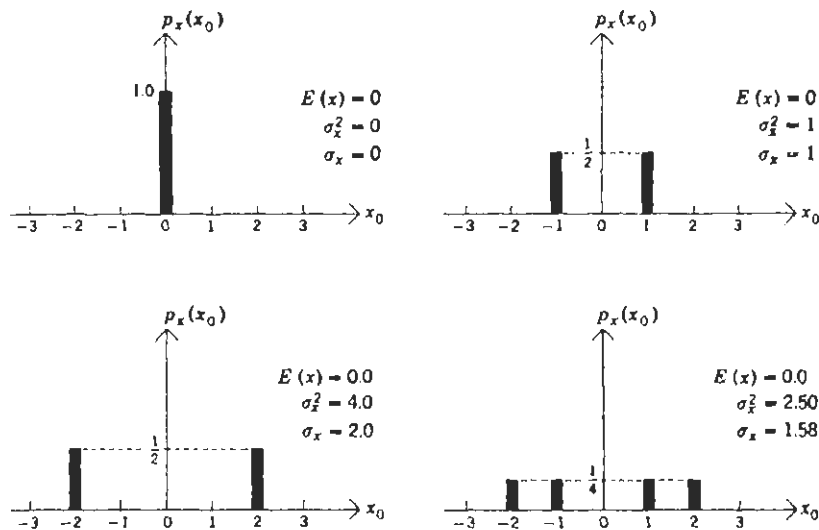 p_x(x_0)
1.0
E (x) = 0
σ_x^2 = 0
σ_x = 0
-3 -2 -1 0 1 2 3 x_0
p_x(x_0)
E (x) = 0
σ_x^2 = 1
σ_x = 1
1/2
-3 -2 -1 0 1 2 3 x_0
p_x(x_0)
E (x) = 0.0
σ_x^2 = 4.0
σ_x = 2.0
1/2
-3 -2 -1 0 1 2 3 x_0
p_x(x_0)
E (x) = 0.0
σ_x^2 = 2.50
σ_x = 1.58
1/4
-3 -2 -1 0 1 2 3 x_0